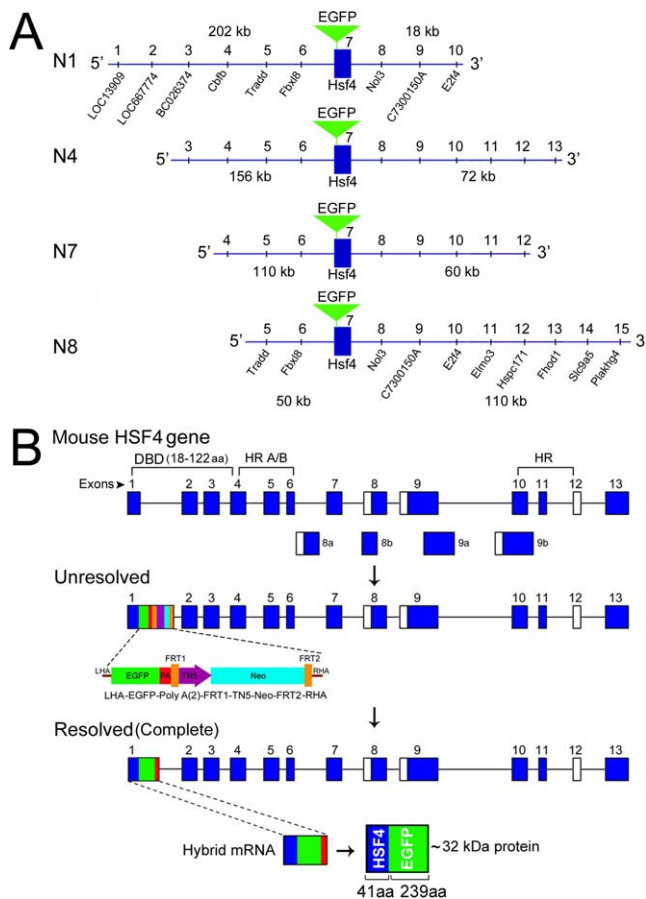 A
EGFP
202 kb 18 kb
N1 5’ 1 2 3 4 5 6 7 8 9 10 3’
LOC13909 LOC667774 BC026374 Cbfb Tradd Fbxl8 Hsf4 Nol3 C7300150A E2f4
EGFP
N4 5’ 3 4 5 6 7 8 9 10 11 12 13 3’
156 kb Hsf4 72 kb
EGFP
N7 5’ 4 5 6 7 8 9 10 11 12 3’
110 kb Hsf4 60 kb
EGFP
N8 5’ 5 6 7 8 9 10 11 12 13 14 15 3
Tradd Fbxl8 Hsf4 Nol3 C7300150A E2f4 Elmo3 Hspc171 Fhod1 Slc9a5 Plakhg4
50 kb 110 kb
B Mouse HSF4 gene
DBD (18-122aa) HR A/B HR
Exons 1 2 3 4 5 6 7 8 9 10 11 12 13
8a 8b 9a 9b
Unresolved
1 2 3 4 5 6 7 8 9 10 11 12 13
FRT1 FRT2
LHA EGFP PA TN5 Neo RHA
LHA-EGFP-Poly A(2)-FRT1-TN5-Neo-FRT2-RHA
Resolved (Complete)
1 2 3 4 5 6 7 8 9 10 11 12 13
Hybrid mRNA HSF4 EGFP ~32 kDa protein
41aa 239aa